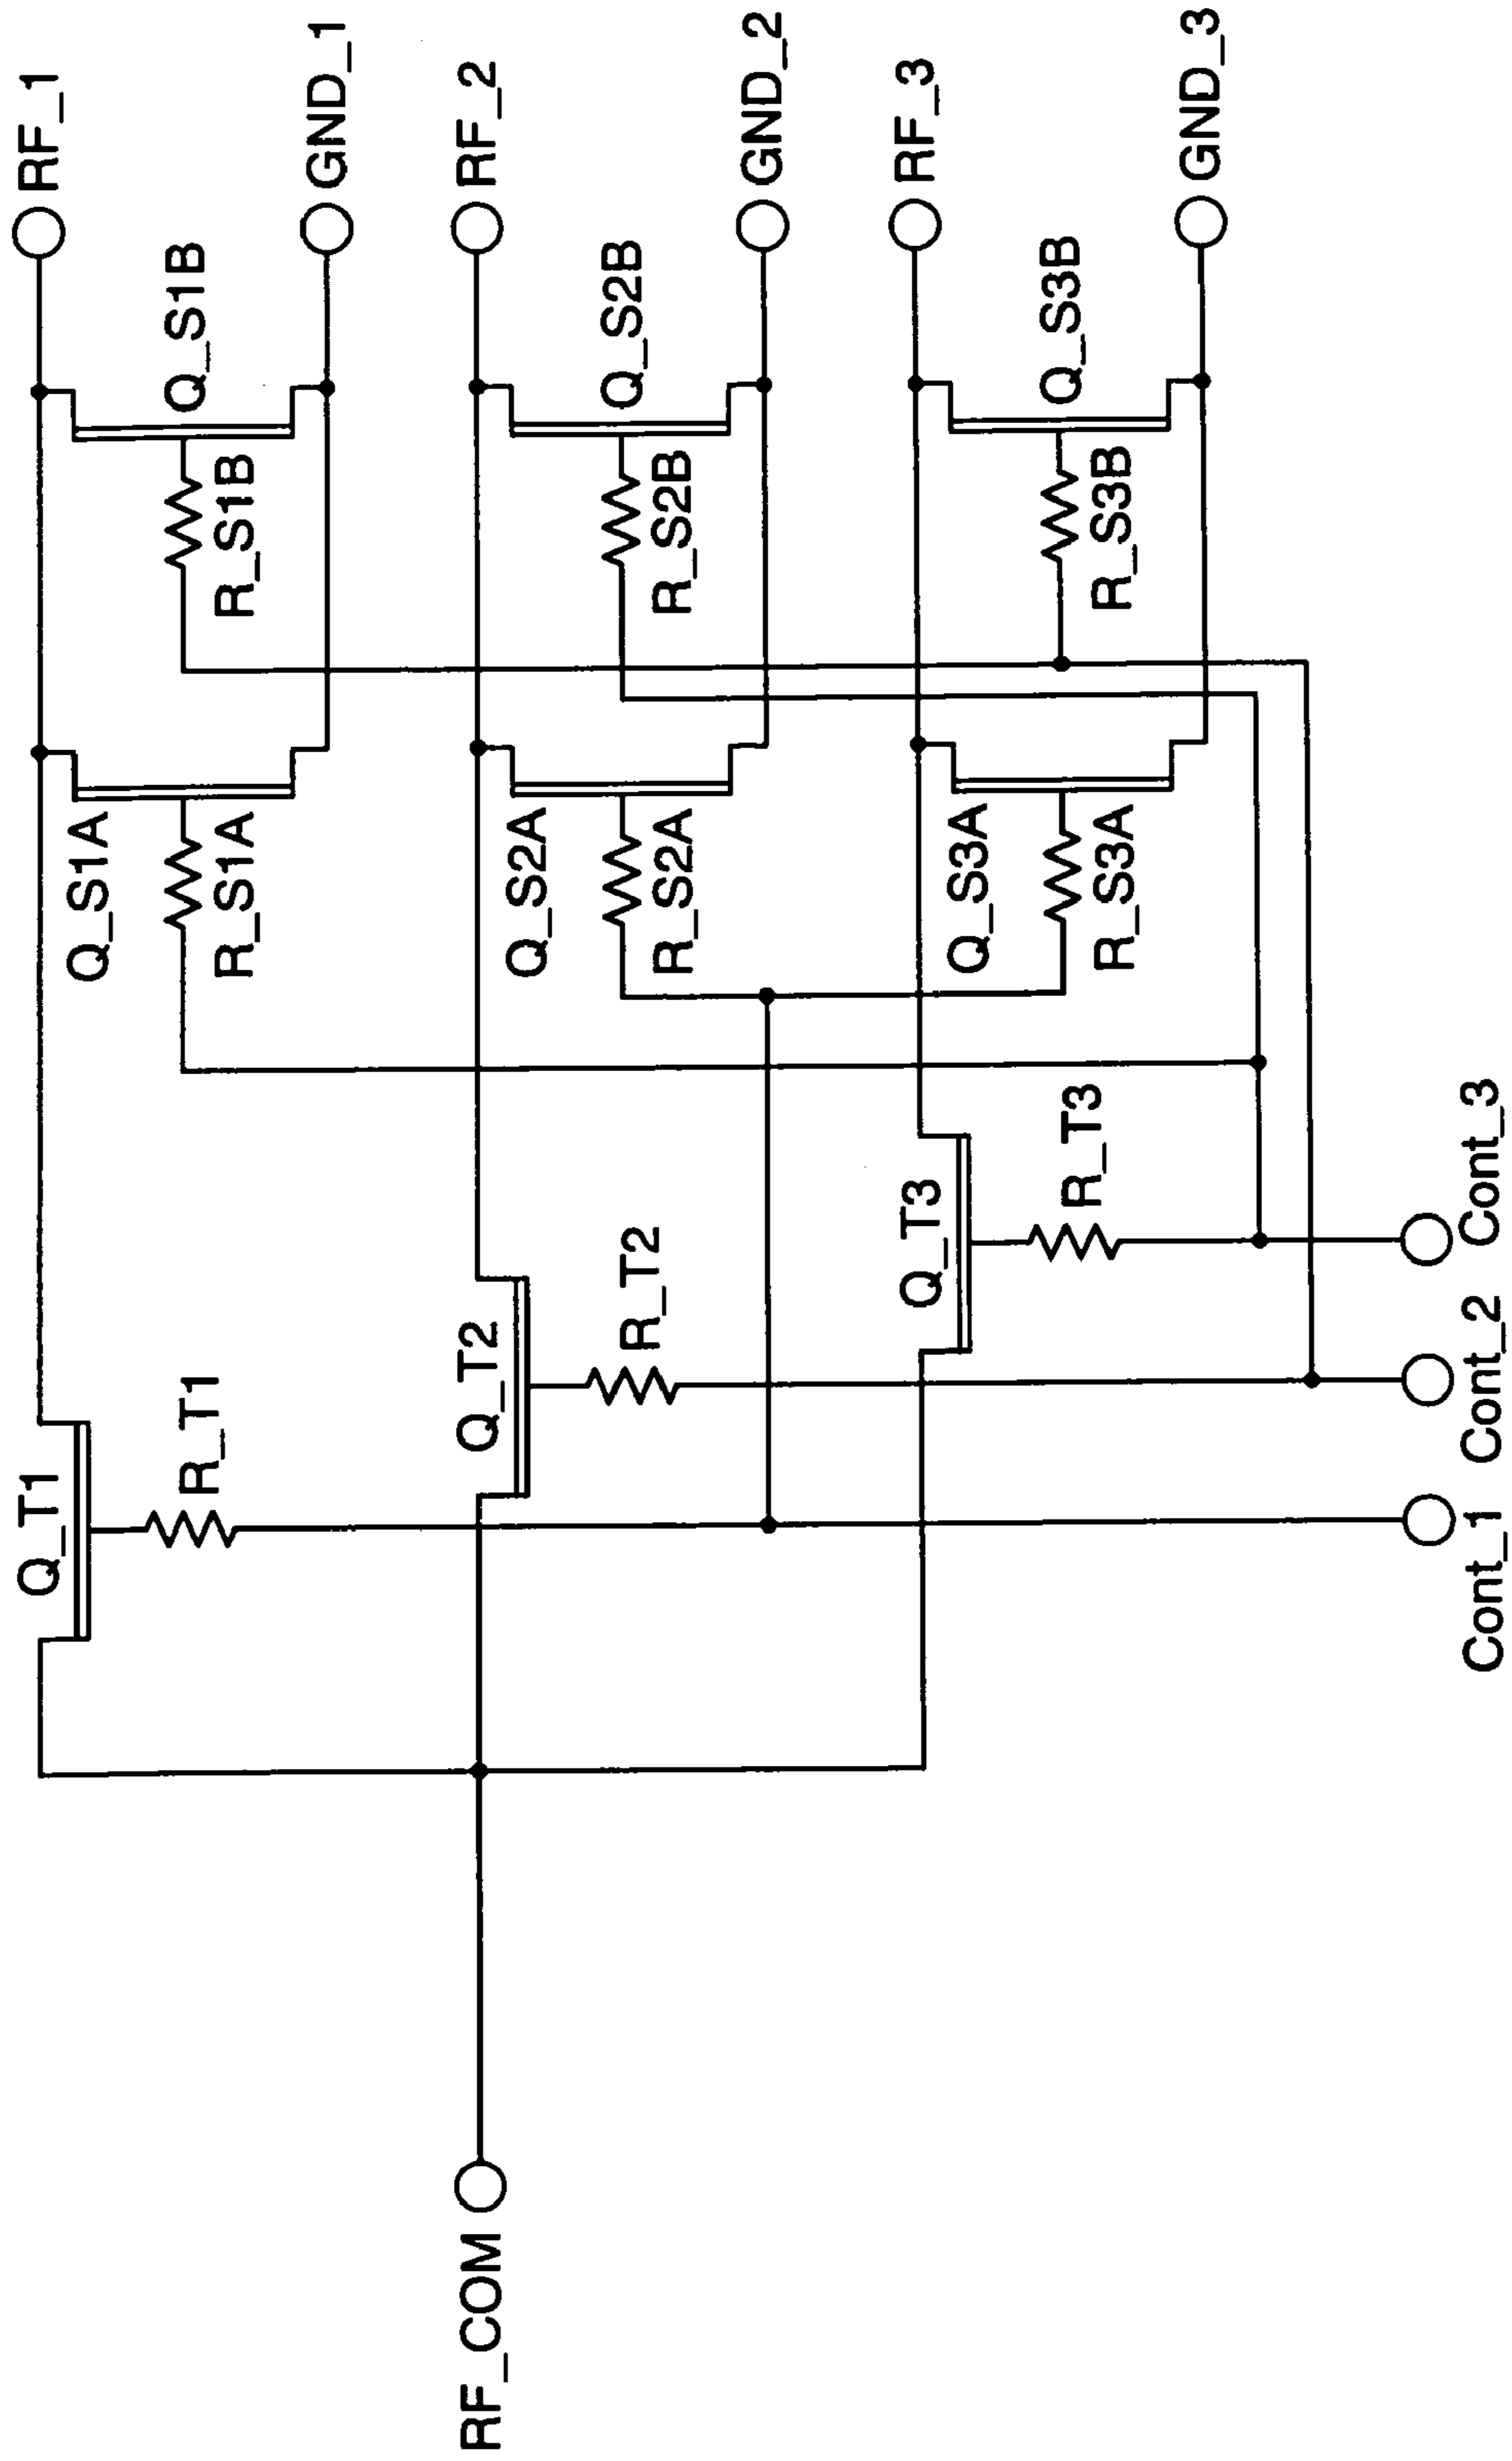 RF_1
GND_1
RF_2
GND_2
RF_3
GND_3
Q_S1B
R_S1B
Q_S2B
R_S2B
Q_S3B
R_S3B
Q_S1A
R_S1A
Q_S2A
R_S2A
Q_S3A
R_S3A
Q_T1
R_T1
Q_T2
R_T2
Q_T3
R_T3
Cont_1
Cont_2
Cont_3
RF_COM